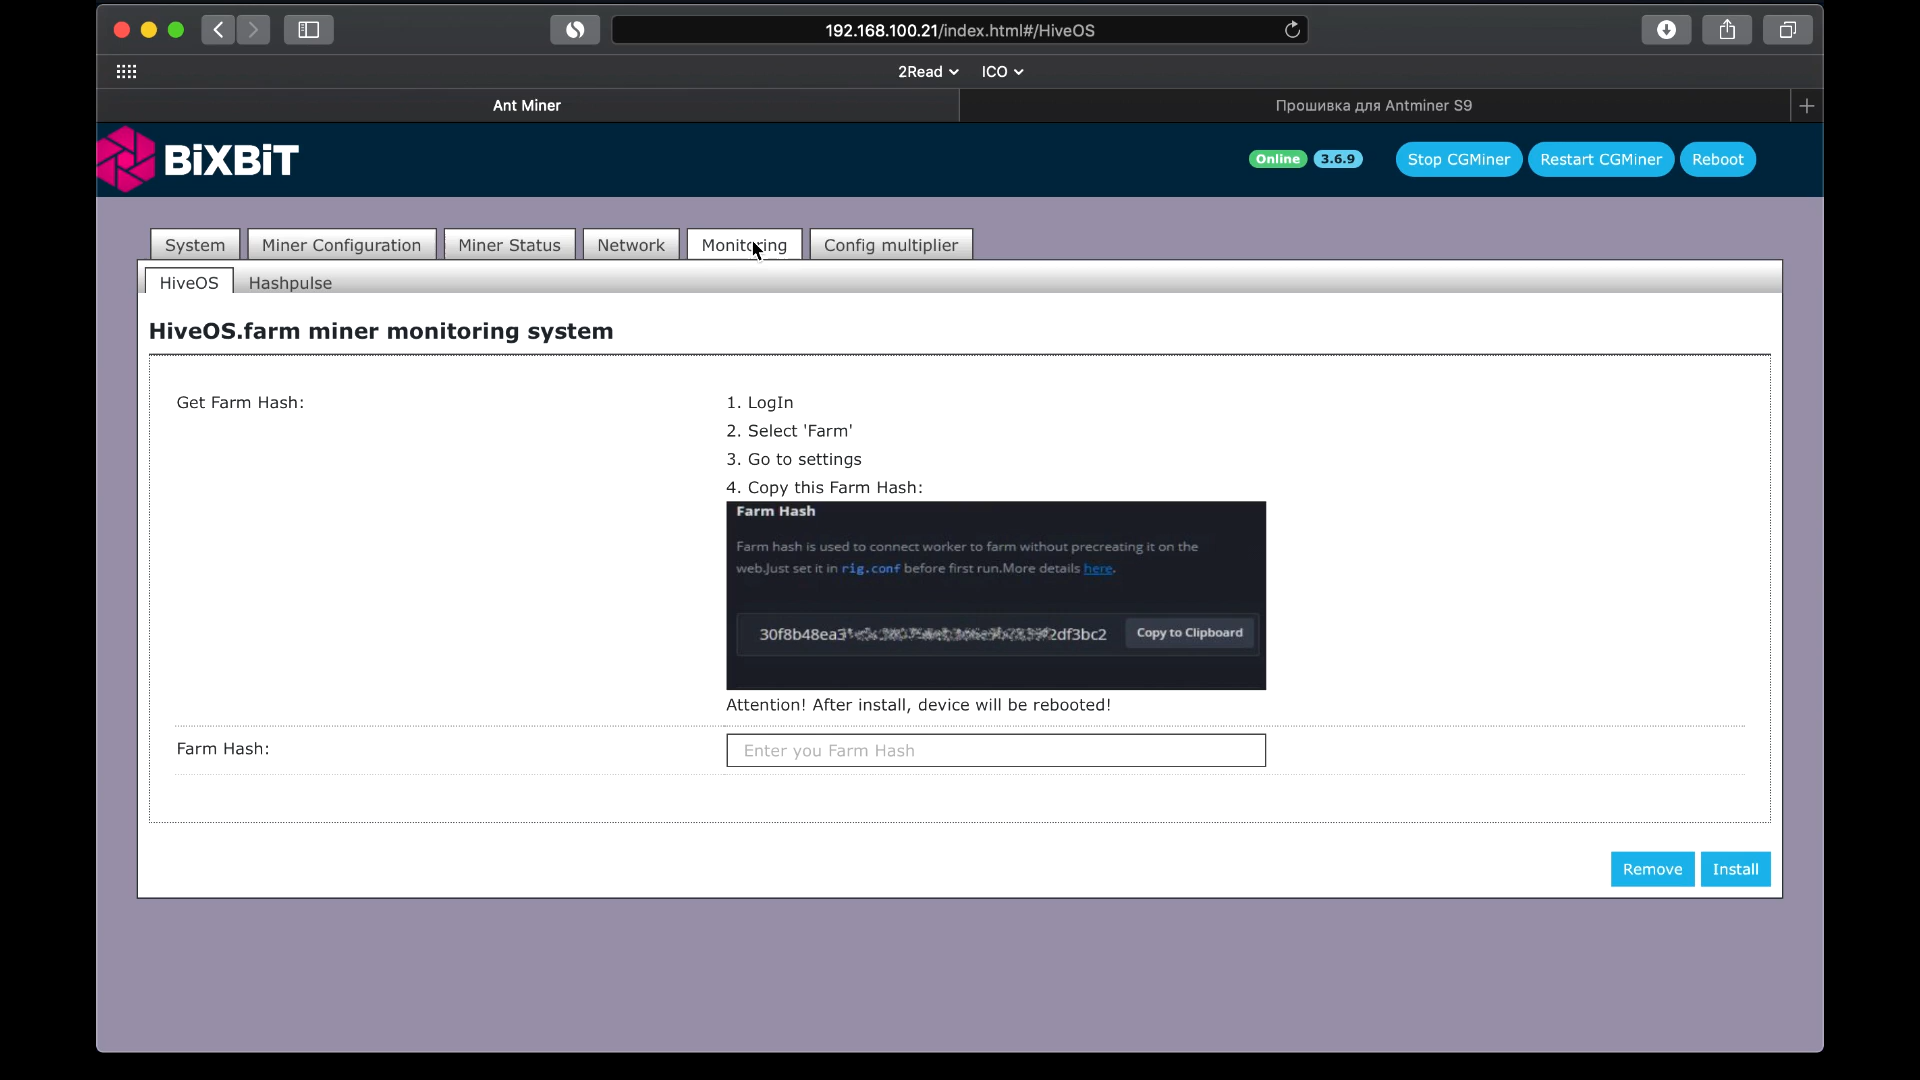 192.168.100.21/index.html#/HiveOS
2Read ICO
Ant Miner
Прошивка для Antminer S9
BiXBiT
Online 3.6.9 Stop CGMiner Restart CGMiner Reboot
System Miner Configuration Miner Status Network Monitoring Config multiplier
HiveOS Hashpulse
HiveOS.farm miner monitoring system
Get Farm Hash:
1. LogIn
2. Select 'Farm'
3. Go to settings
4. Copy this Farm Hash:
Farm Hash
Farm hash is used to connect worker to farm without precreating it on the
web.Just set it in rig.conf before first run.More details here.
Copy to Clipboard
Attention! After install, device will be rebooted!
Farm Hash:
Enter you Farm Hash
Remove Install